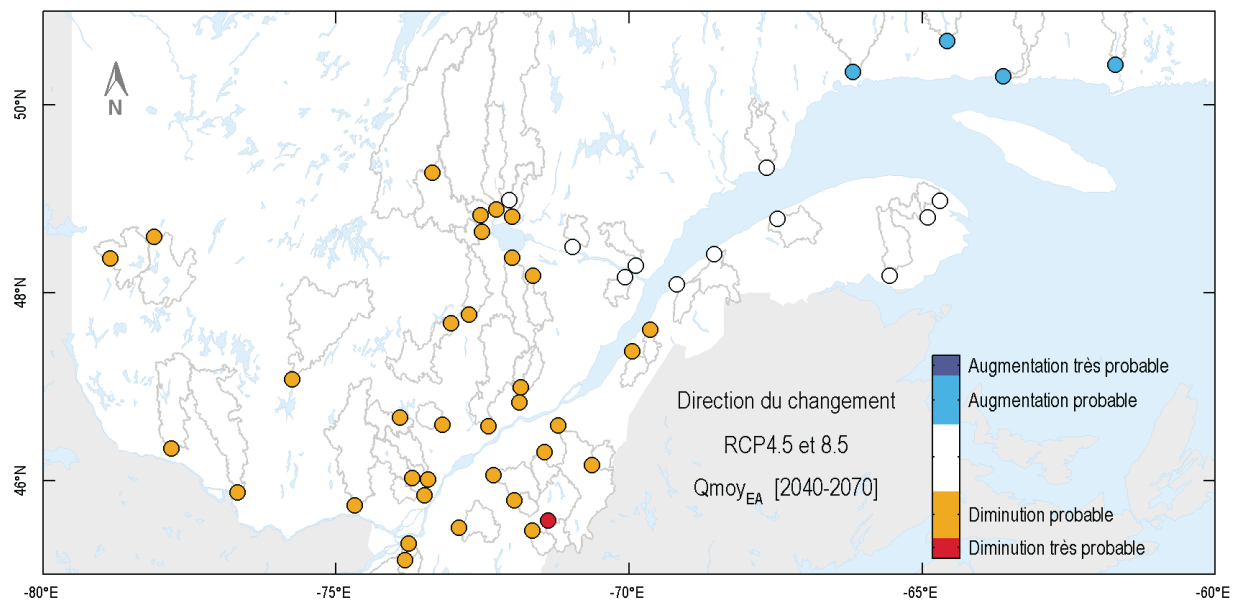 50°N
48°N
46°N
N
Direction du changement
RCP4.5 et 8.5
QmoyEA [2040-2070]
Augmentation très probable
Augmentation probable
Diminution probable
Diminution très probable
-80°E -75°E -70°E -65°E -60°E